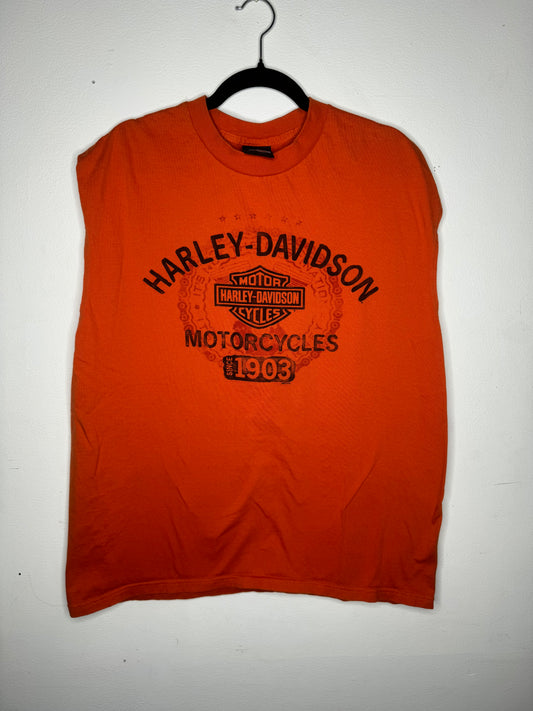 HARLEY-DAVIDSON
MOTOR
HARLEY-DAVIDSON
CYCLES
MOTORCYCLES
SINCE
1903